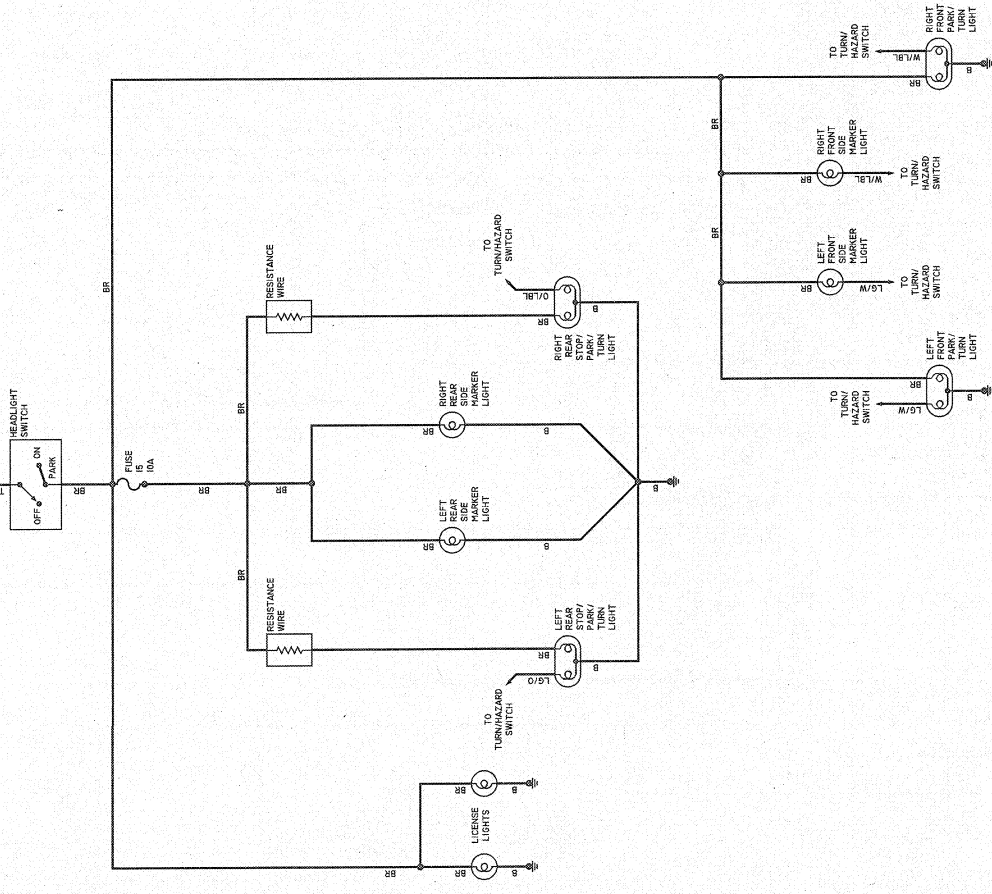 HEADLIGHT
SWITCH
T
OFF
ON
PARK
BR
FUSE
15
10A
BR
BR
BR
BR
BR
RESISTANCE
WIRE
RESISTANCE
WIRE
TO
TURN/HAZARD
SWITCH
O/LBL
BR
RIGHT
REAR
STOP/
PARK/
TURN
LIGHT
B
RIGHT
REAR
SIDE
MARKER
LIGHT
BR
B
LEFT
REAR
SIDE
MARKER
LIGHT
BR
B
B
LEFT
REAR
STOP/
PARK/
TURN
LIGHT
BR
LG/O
B
TO
TURN/HAZARD
SWITCH
BR
LICENSE
LIGHTS
BR
B
BR
B
RIGHT
FRONT
PARK/
TURN
LIGHT
TO
TURN/
HAZARD
SWITCH
W/LBL
BR
B
BR
RIGHT
FRONT
SIDE
MARKER
LIGHT
BR
W/LBL
TO
TURN/
HAZARD
SWITCH
BR
LEFT
FRONT
SIDE
MARKER
LIGHT
BR
LG/W
TO
TURN/
HAZARD
SWITCH
LEFT
FRONT
PARK/
TURN
LIGHT
BR
TO
TURN/
HAZARD
SWITCH
LG/W
B